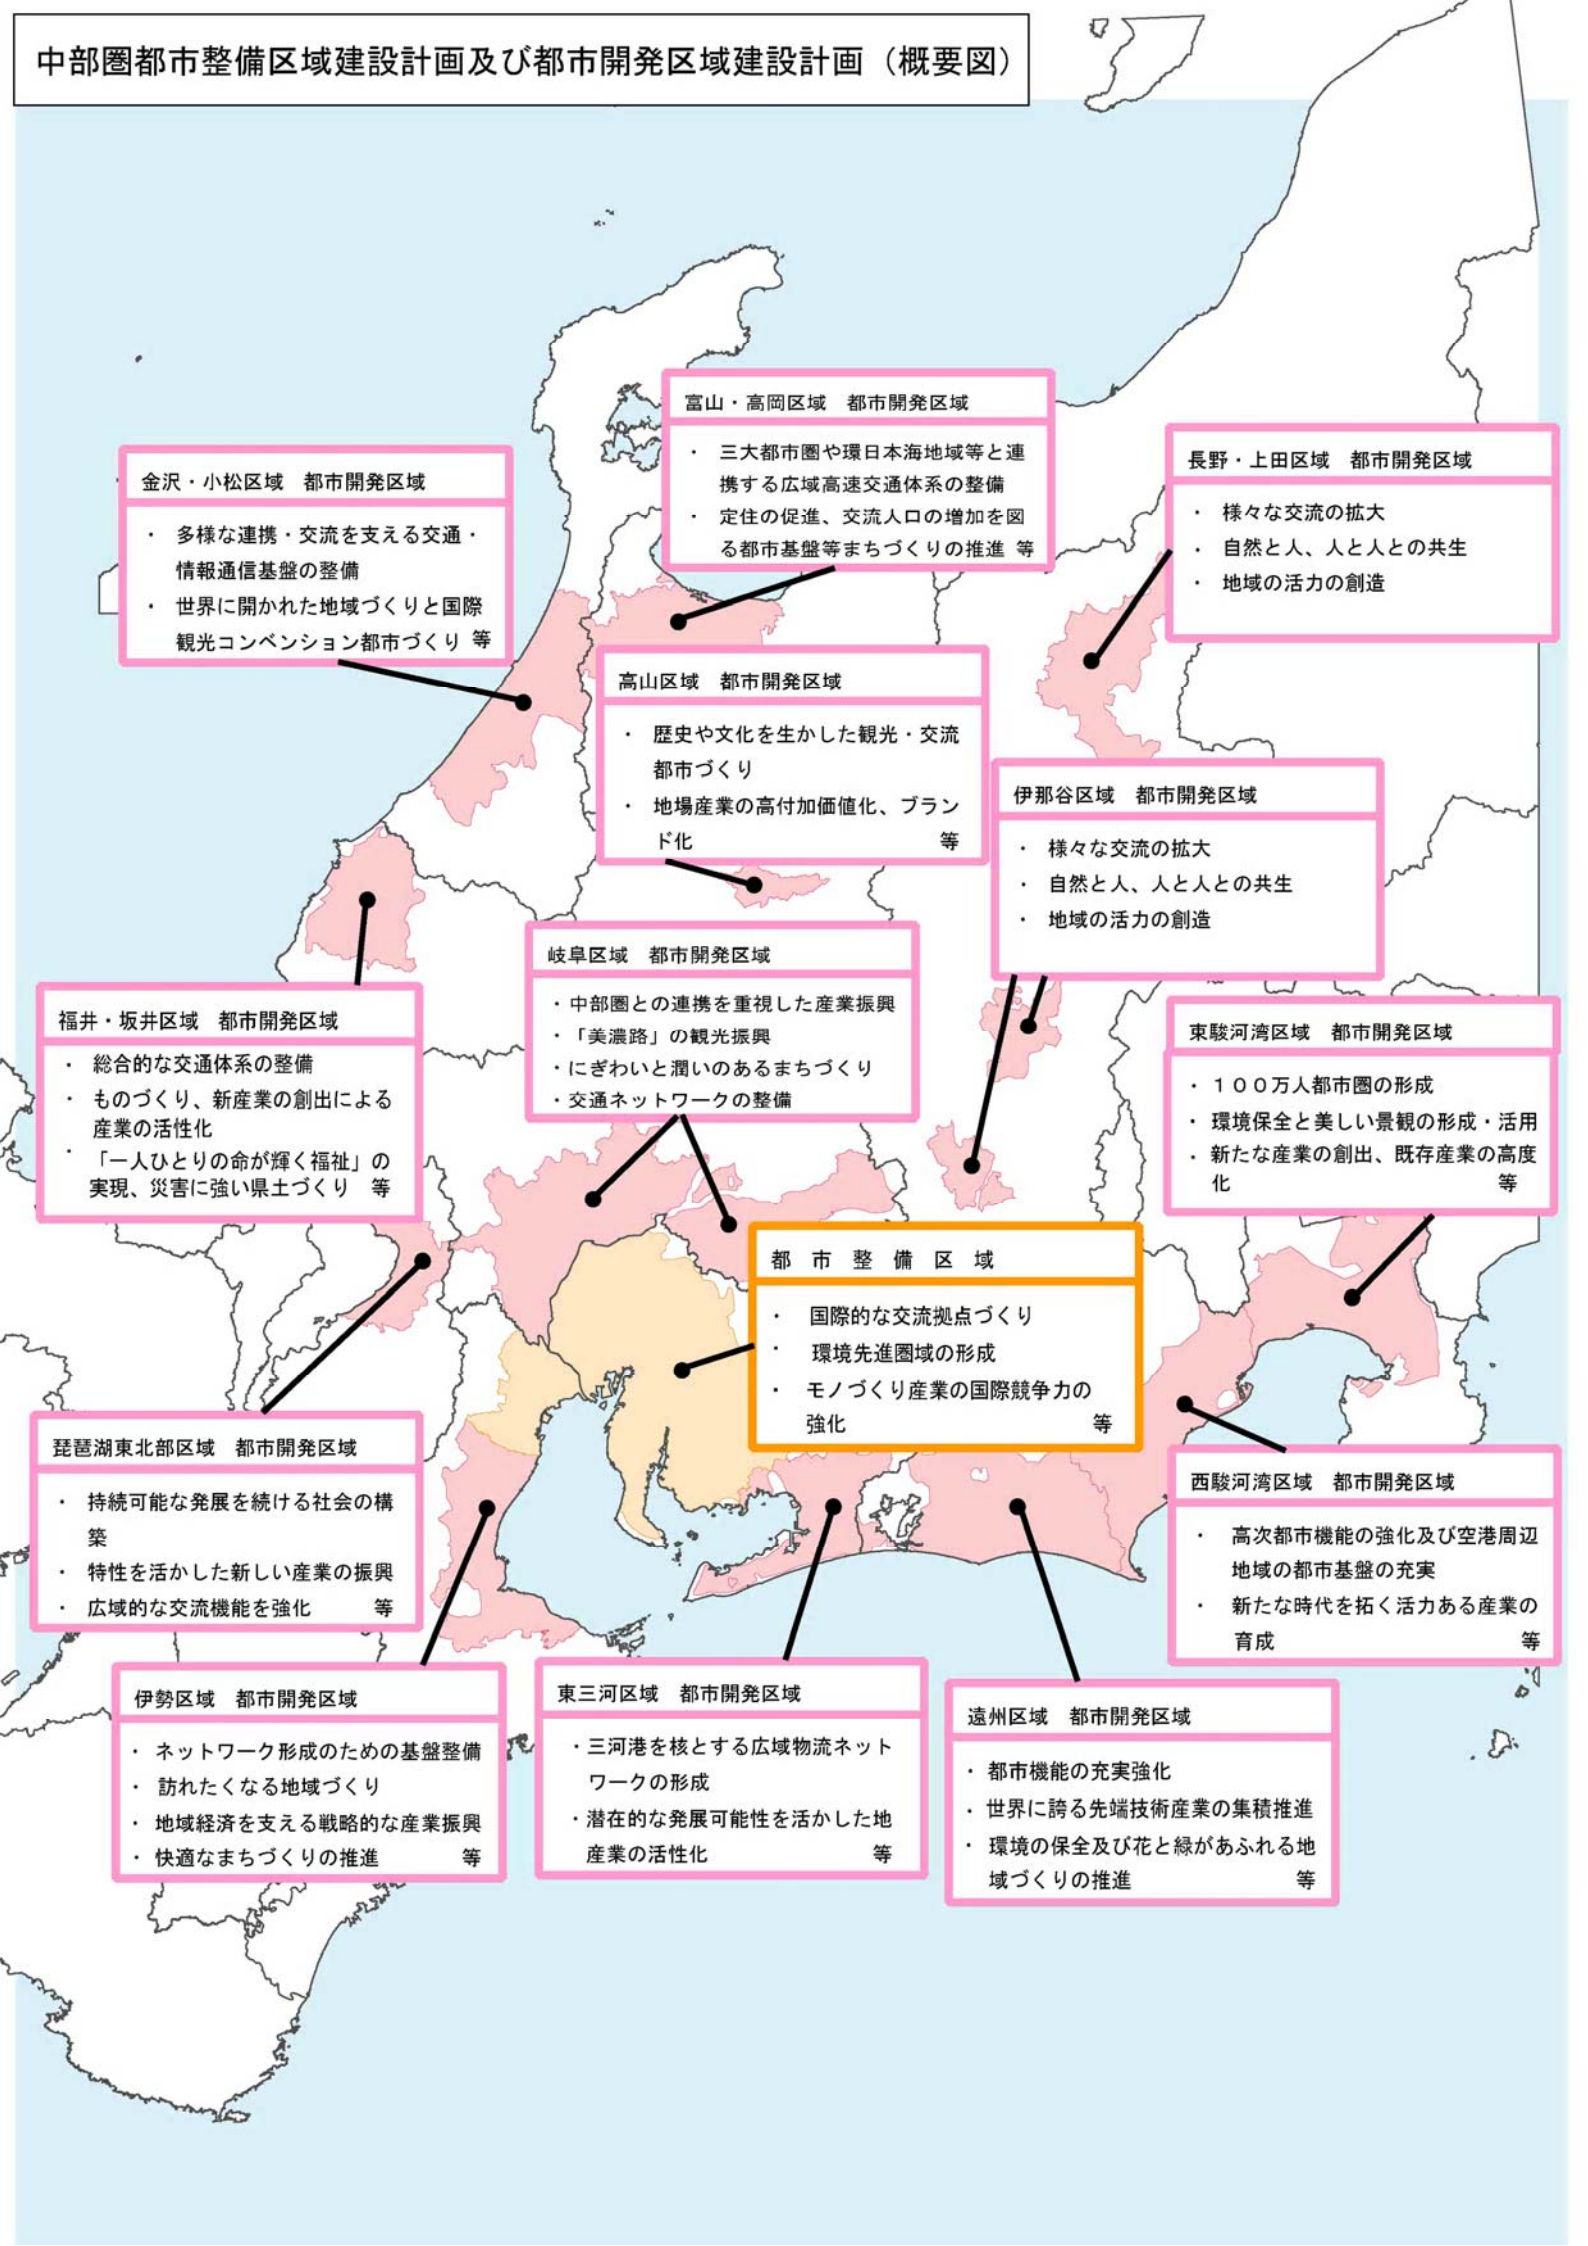 中部圏都市整備区域建設計画及び都市開発区域建設計画（概要図）
富山・高岡区域　都市開発区域
・　三大都市圏や環日本海地域等と連
携する広域高速交通体系の整備
・　定住の促進、交流人口の増加を図
る都市基盤等まちづくりの推進 等
長野・上田区域　都市開発区域
・　様々な交流の拡大
・　自然と人、人と人との共生
・　地域の活力の創造
金沢・小松区域　都市開発区域
・　多様な連携・交流を支える交通・
情報通信基盤の整備
・　世界に開かれた地域づくりと国際
観光コンベンション都市づくり 等
高山区域　都市開発区域
・　歴史や文化を生かした観光・交流
都市づくり
・　地場産業の高付加価値化、ブラン
ド化　　　　　　　　　　　　等
伊那谷区域　都市開発区域
・　様々な交流の拡大
・　自然と人、人と人との共生
・　地域の活力の創造
岐阜区域　都市開発区域
・中部圏との連携を重視した産業振興
・「美濃路」の観光振興
・にぎわいと潤いのあるまちづくり
・交通ネットワークの整備
福井・坂井区域　都市開発区域
・　総合的な交通体系の整備
・　ものづくり、新産業の創出による
産業の活性化
・　「一人ひとりの命が輝く福祉」の
実現、災害に強い県土づくり　等
東駿河湾区域　都市開発区域
・１００万人都市圏の形成
・環境保全と美しい景観の形成・活用
・新たな産業の創出、既存産業の高度
化　　　　　　　　　　　　　等
都　市　整　備　区　域
・　国際的な交流拠点づくり
・　環境先進圏域の形成
・　モノづくり産業の国際競争力の
強化　　　　　　　　　　　　等
琵琶湖東北部区域　都市開発区域
・　持続可能な発展を続ける社会の構
築
・　特性を活かした新しい産業の振興
・　広域的な交流機能を強化　　　等
西駿河湾区域　都市開発区域
・　高次都市機能の強化及び空港周辺
地域の都市基盤の充実
・　新たな時代を拓く活力ある産業の
育成　　　　　　　　　　　　等
伊勢区域　都市開発区域
・　ネットワーク形成のための基盤整備
・　訪れたくなる地域づくり
・　地域経済を支える戦略的な産業振興
・　快適なまちづくりの推進　　　　等
東三河区域　都市開発区域
・三河港を核とする広域物流ネット
ワークの形成
・潜在的な発展可能性を活かした地
産業の活性化　　　　　　　　等
遠州区域　都市開発区域
・都市機能の充実強化
・世界に誇る先端技術産業の集積推進
・環境の保全及び花と緑があふれる地
域づくりの推進　　　　　　　　等